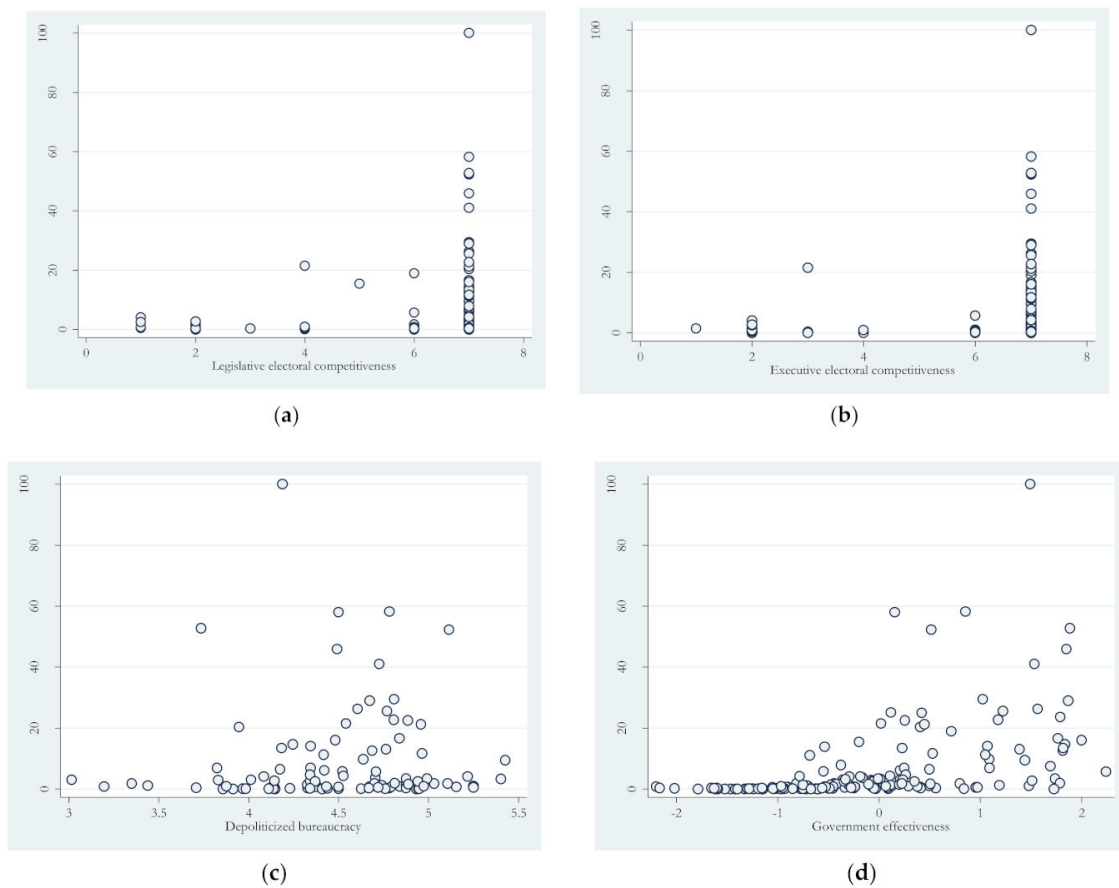 100
80
60
40
20
0
0 2 4 6 8
Legislative electoral competitiveness
(a)
100
80
60
40
20
0
0 2 4 6 8
Executive electoral competitiveness
(b)
100
80
60
40
20
0
3 3.5 4 4.5 5 5.5
Depoliticized bureaucracy
(c)
100
80
60
40
20
0
-2 -1 0 1 2
Government effectiveness
(d)